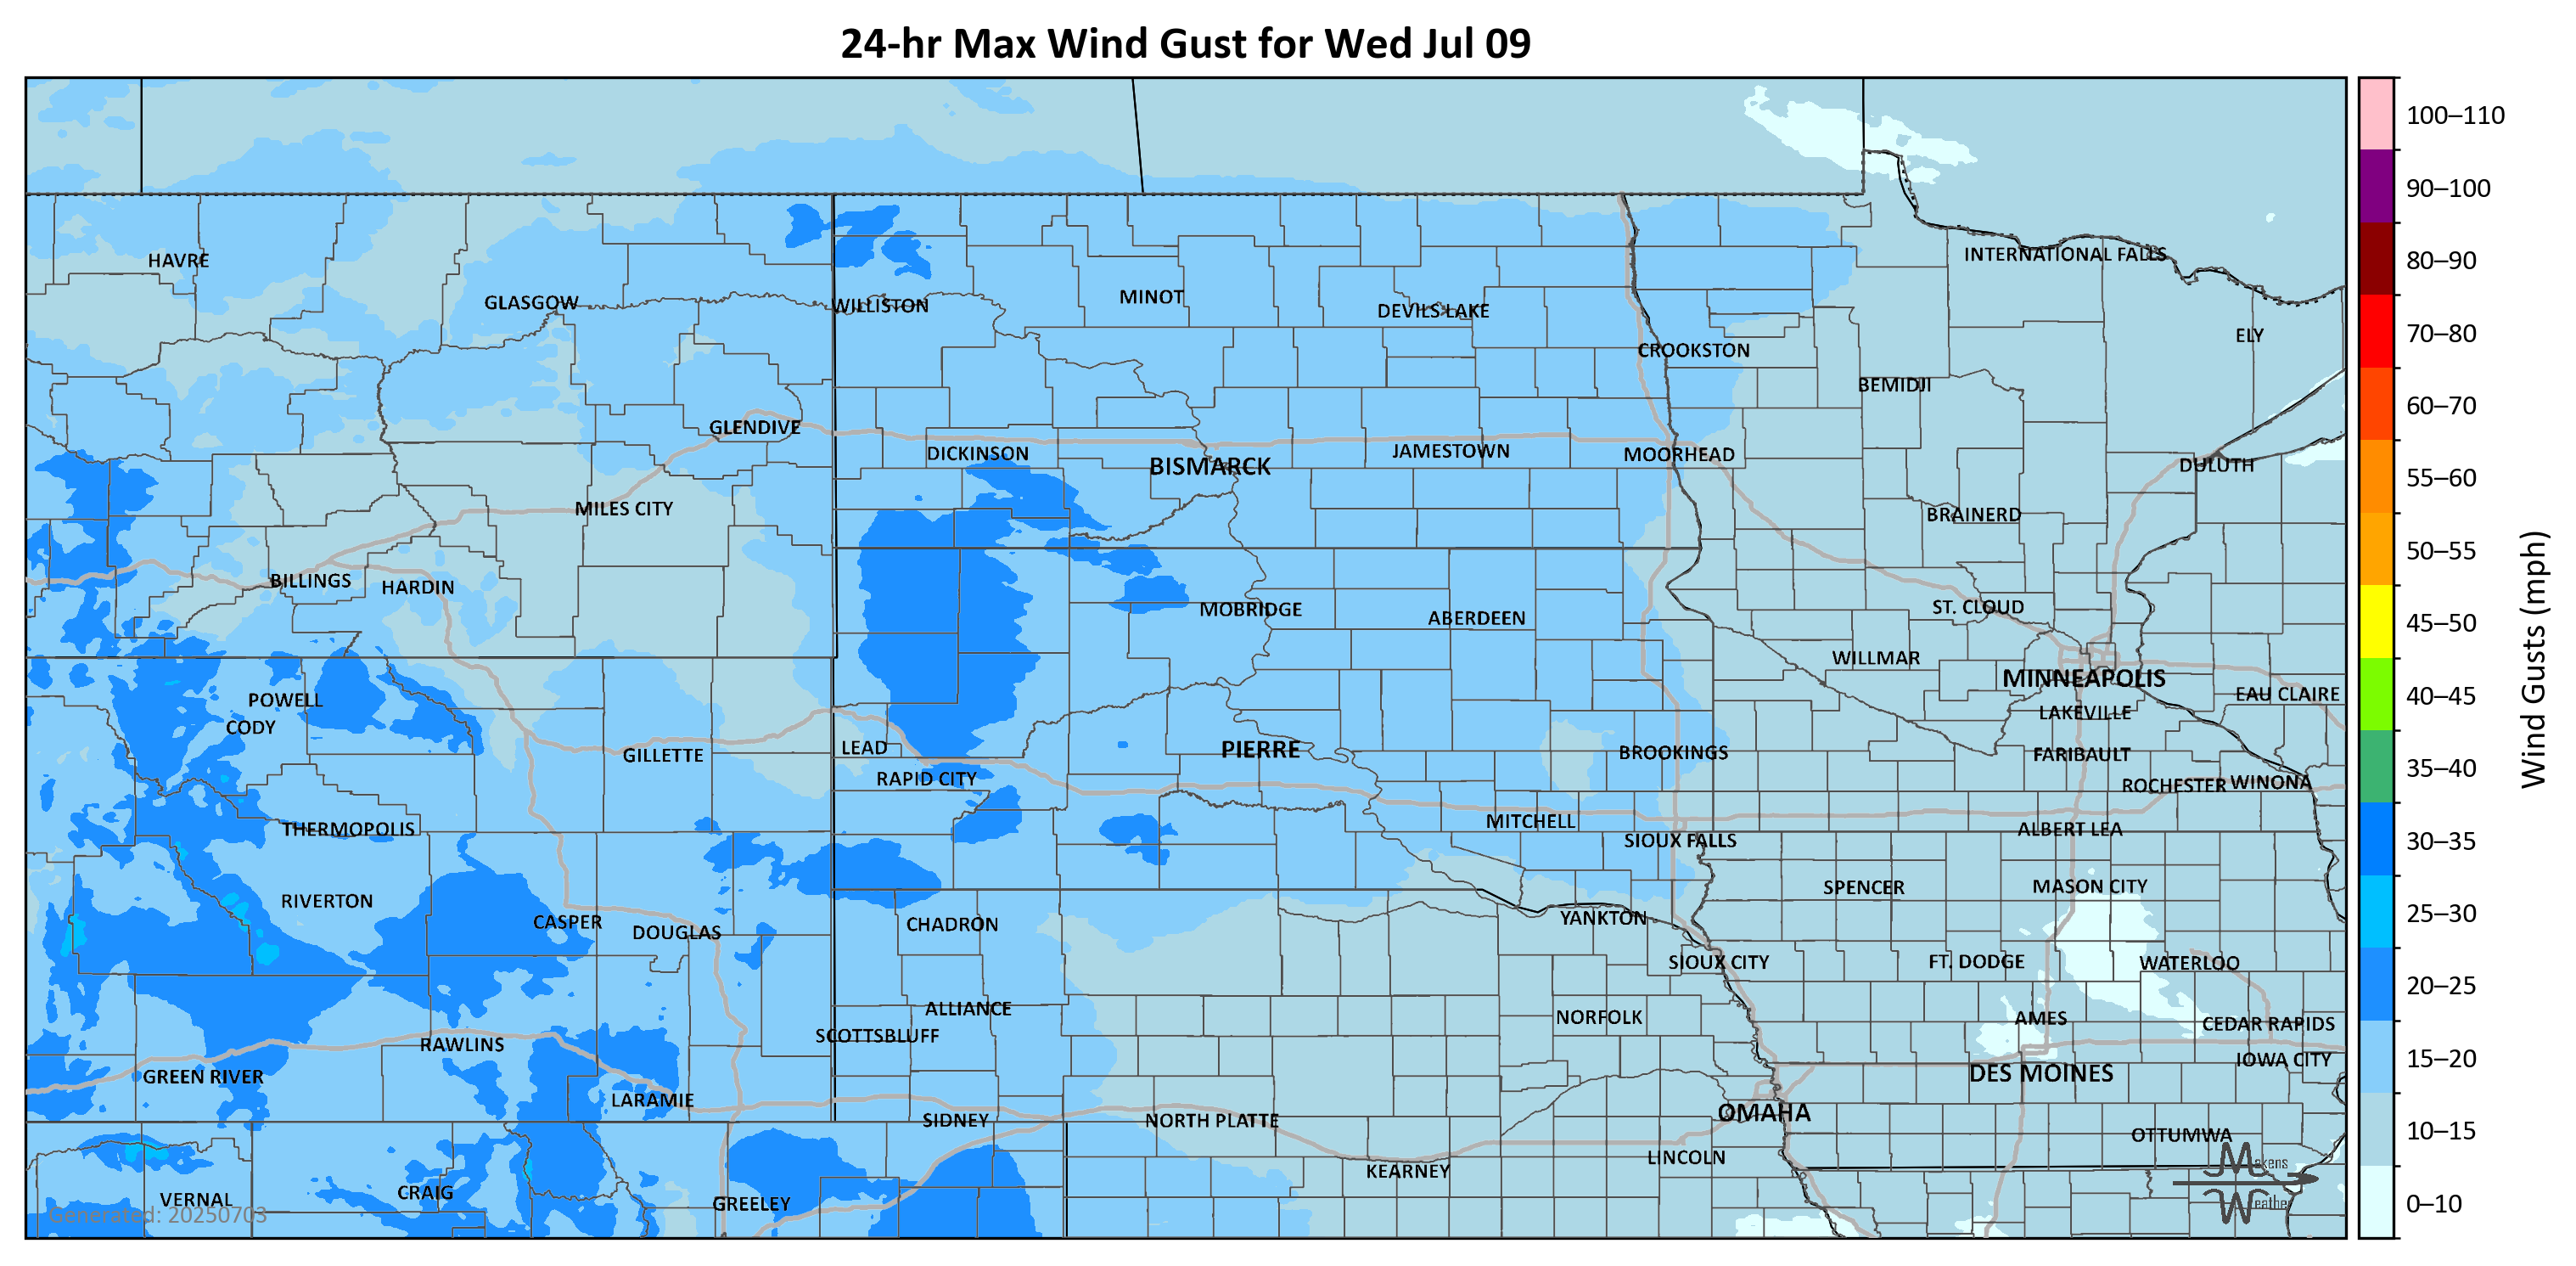 24-hr Max Wind Gust for Wed Jul 09
100–110
90–100
80–90
70–80
60–70
55–60
50–55
45–50
40–45
35–40
30–35
25–30
20–25
15–20
10–15
0–10
Wind Gusts (mph)
HAVRE
INTERNATIONAL FALLS
GLASGOW
WILLISTON
MINOT
DEVILS LAKE
ELY
CROOKSTON
BEMIDJI
GLENDIVE
DICKINSON
BISMARCK
JAMESTOWN
MOORHEAD
DULUTH
MILES CITY
BRAINERD
BILLINGS
HARDIN
MOBRIDGE
ABERDEEN
ST. CLOUD
WILLMAR
MINNEAPOLIS
POWELL
EAU CLAIRE
CODY
LAKEVILLE
GILLETTE
LEAD
PIERRE
BROOKINGS
FARIBAULT
RAPID CITY
ROCHESTER
WINONA
THERMOPOLIS
MITCHELL
SIOUX FALLS
ALBERT LEA
RIVERTON
SPENCER
MASON CITY
CASPER
DOUGLAS
CHADRON
YANKTON
SIOUX CITY
FT. DODGE
WATERLOO
ALLIANCE
NORFOLK
AMES
CEDAR RAPIDS
SCOTTSBLUFF
RAWLINS
IOWA CITY
GREEN RIVER
DES MOINES
LARAMIE
SIDNEY
NORTH PLATTE
OMAHA
OTTUMWA
KEARNEY
LINCOLN
VERNAL
CRAIG
GREELEY
Makens
Weather
Generated: 20250703